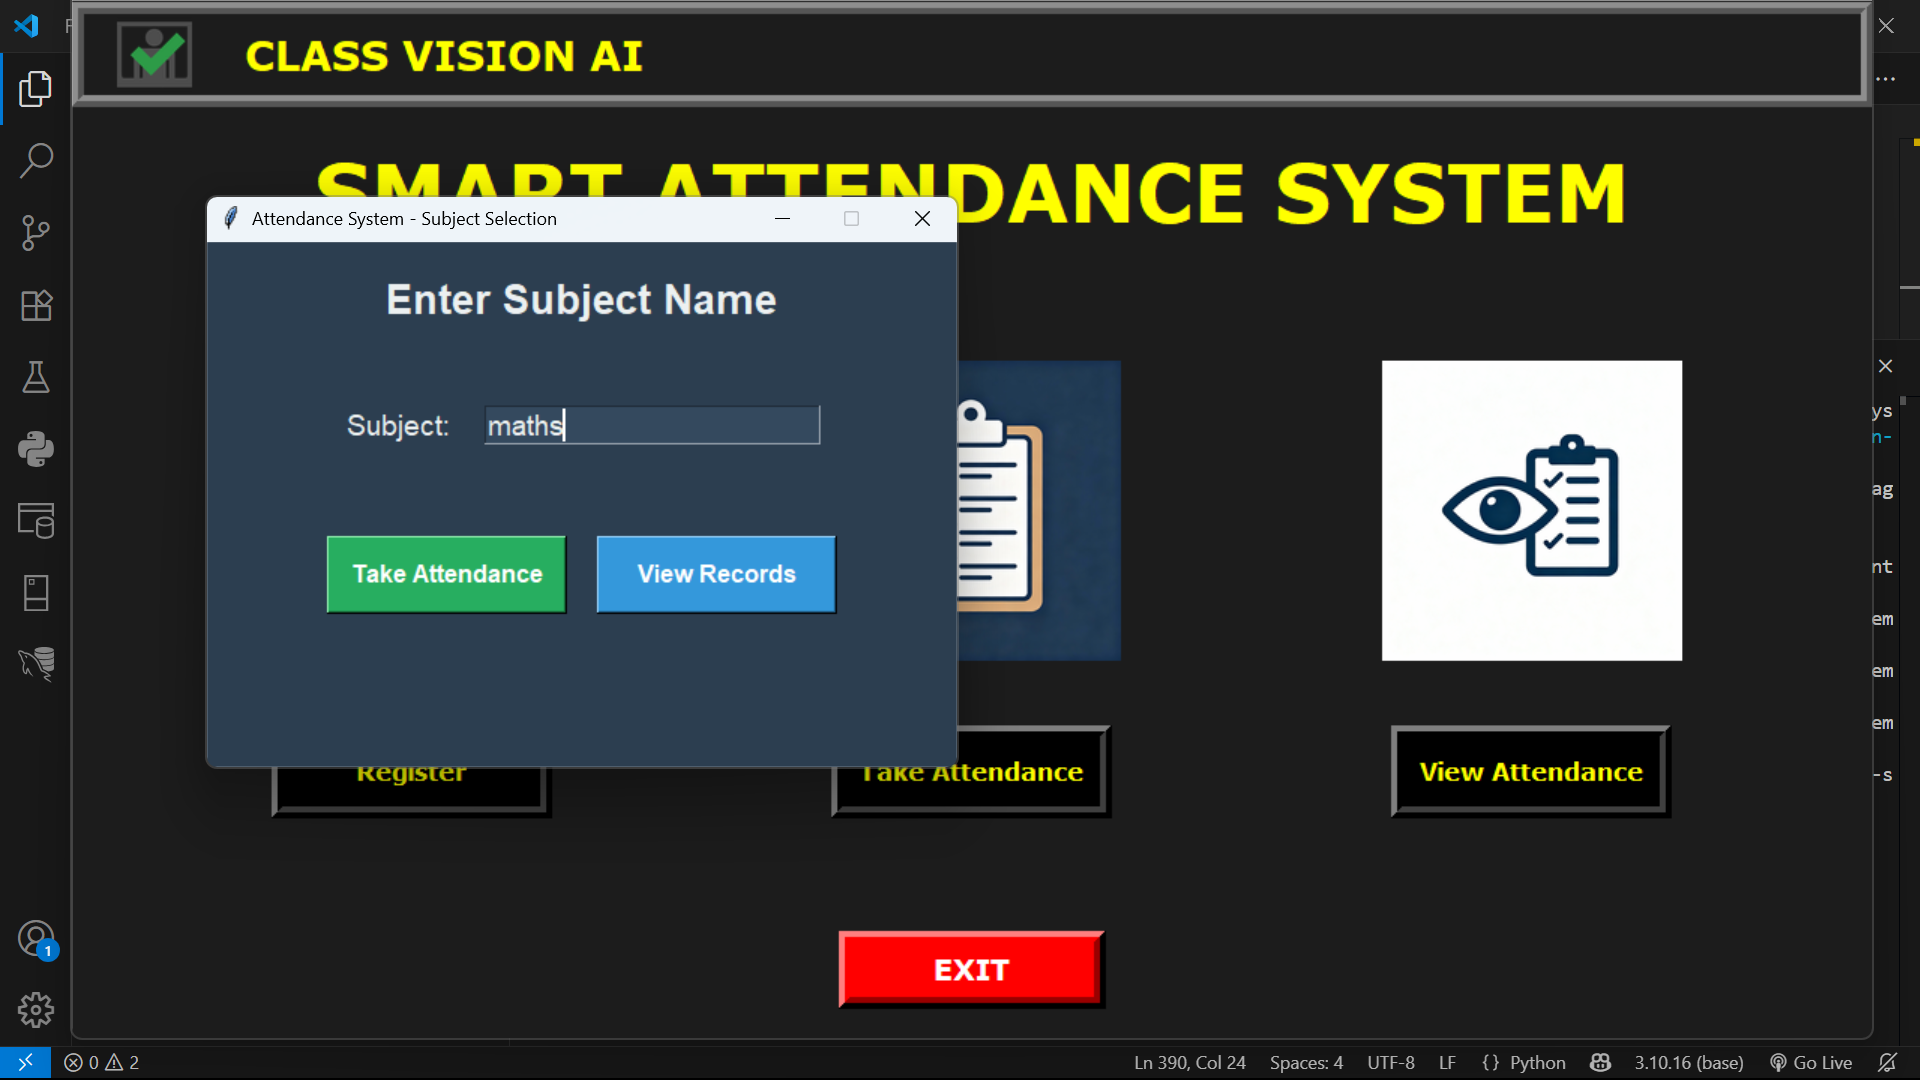 CLASS VISION AI
SMART ATTENDANCE SYSTEM
Attendance System - Subject Selection
Enter Subject Name
Subject: maths
Take Attendance
View Records
Register
Take Attendance
View Attendance
EXIT
ys
n-
ag
nt
em
em
em
-s
1
0 2
Ln 390, Col 24 Spaces: 4 UTF-8 LF {} Python 3.10.16 (base) Go Live